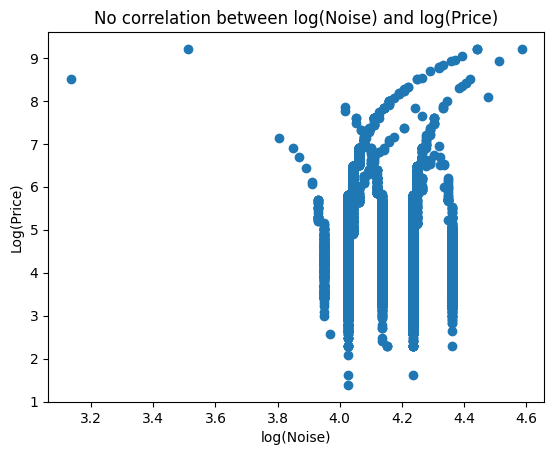 No correlation between log(Noise) and log(Price)
9
8
7
6
5
4
3
2
1
Log(Price)
3.2 3.4 3.6 3.8 4.0 4.2 4.4 4.6
log(Noise)